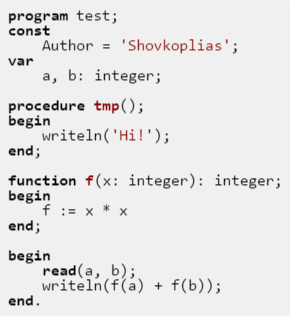 program test;
const
    Author = 'Shovkoplias';
var
    a, b: integer;

procedure tmp();
begin
    writeln('Hi!');
end;

function f(x: integer): integer;
begin
    f := x * x
end;

begin
    read(a, b);
    writeln(f(a) + f(b));
end.